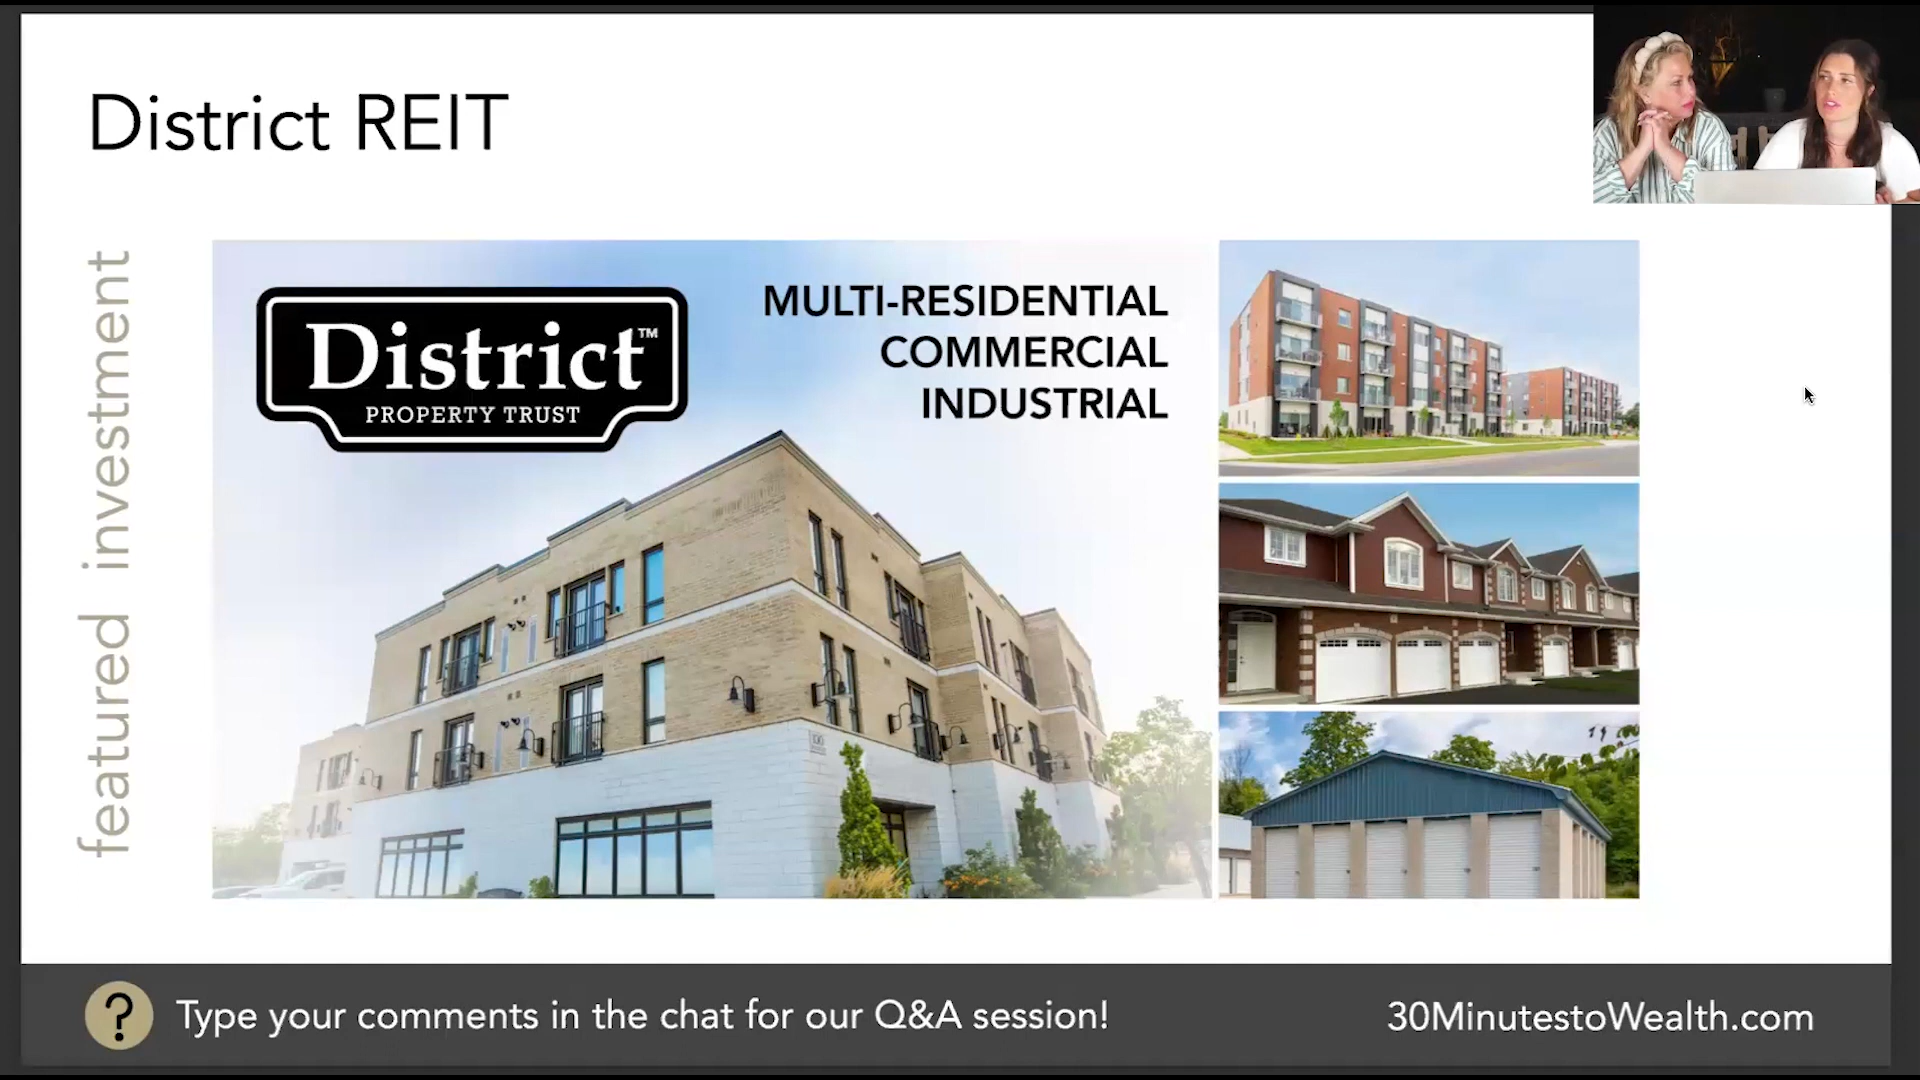 District REIT
featured investment
District™
PROPERTY TRUST
MULTI-RESIDENTIAL
COMMERCIAL
INDUSTRIAL
? Type your comments in the chat for our Q&A session!
30MinutestoWealth.com